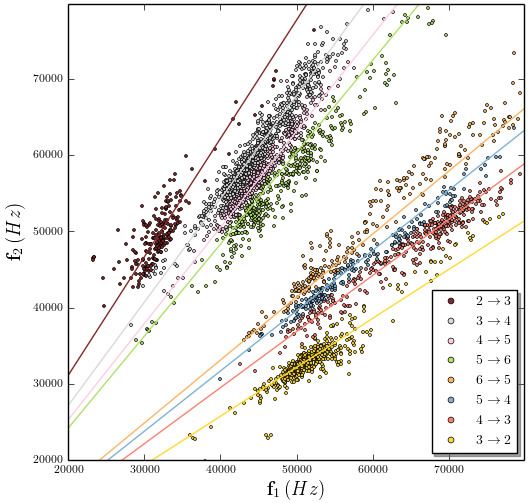 70000
60000
50000
40000
30000
20000
f₂ (Hz)
20000 30000 40000 50000 60000 70000
f₁ (Hz)
2 → 3
3 → 4
4 → 5
5 → 6
6 → 5
5 → 4
4 → 3
3 → 2